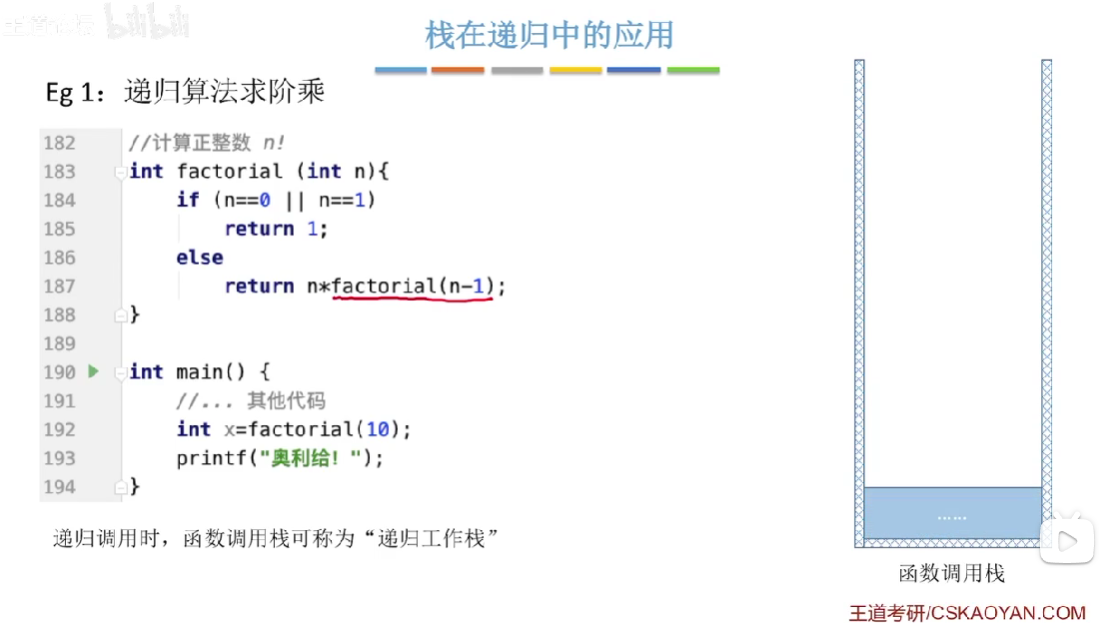 王道论坛 bilibili
栈在递归中的应用
Eg 1：递归算法求阶乘
182 //计算正整数 n!
183 int factorial (int n){
184 if (n==0 || n==1)
185 return 1;
186 else
187 return n*factorial(n-1);
188 }
189
190 int main() {
191 //... 其他代码
192 int x=factorial(10);
193 printf("奥利给! ");
194 }
递归调用时，函数调用栈可称为“递归工作栈”
……
函数调用栈
王道考研/CSKAOYAN.COM